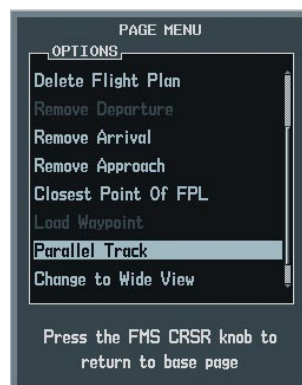 PAGE MENU
OPTIONS
Delete Flight Plan
Remove Departure
Remove Arrival
Remove Approach
Closest Point Of FPL
Load Waypoint
Parallel Track
Change to Wide View
Press the FMS CRSR knob to
return to base page